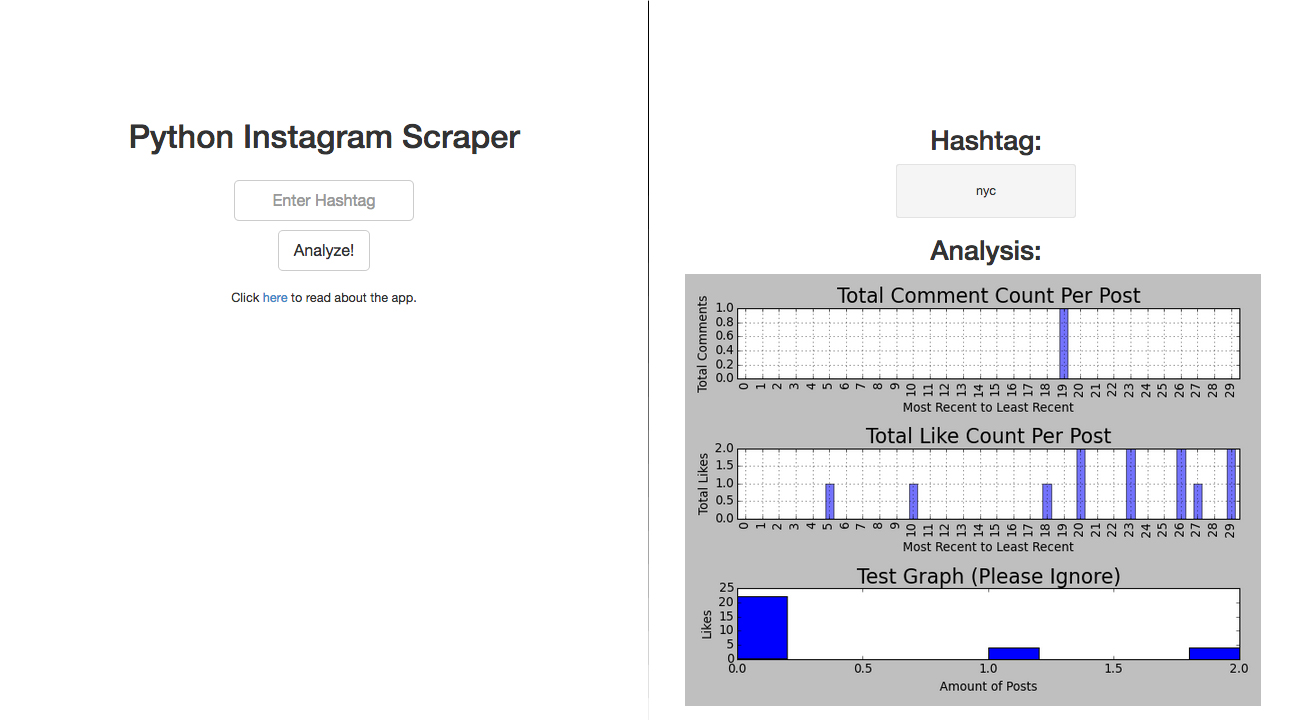 Python Instagram Scraper
Enter Hashtag
Analyze!
Click here to read about the app.
Hashtag:
nyc
Analysis:
Total Comment Count Per Post
Total Comments
1.0
0.8
0.6
0.4
0.2
0.0
0 1 2 3 4 5 6 7 8 9 10 11 12 13 14 15 16 17 18 19 20 21 22 23 24 25 26 27 28 29
Most Recent to Least Recent
Total Like Count Per Post
Total Likes
2.0
1.5
1.0
0.5
0.0
0 1 2 3 4 5 6 7 8 9 10 11 12 13 14 15 16 17 18 19 20 21 22 23 24 25 26 27 28 29
Most Recent to Least Recent
Test Graph (Please Ignore)
Likes
25
20
15
10
5
0
0.0 0.5 1.0 1.5 2.0
Amount of Posts